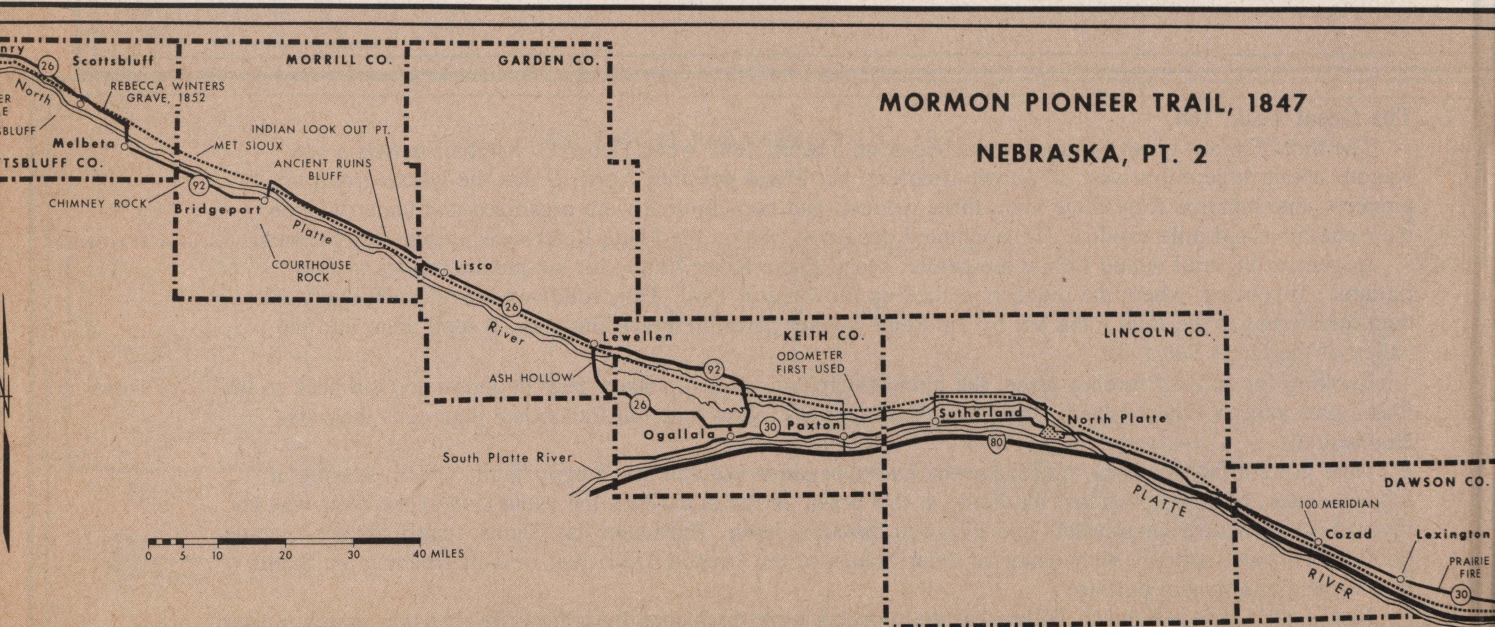 MORMON PIONEER TRAIL, 1847
NEBRASKA, PT. 2
nry
26
Scottsbluff
North
REBECCA WINTERS
GRAVE, 1852
SBLUFF
Melbeta
TTSBLUFF CO.
MORRILL CO.
GARDEN CO.
INDIAN LOOK OUT PT.
MET SIOUX
ANCIENT RUINS
BLUFF
92
CHIMNEY ROCK
Bridgeport
Platte
COURTHOUSE
ROCK
Lisco
26
River
Lewellen
ASH HOLLOW
KEITH CO.
ODOMETER
FIRST USED
92
26
Ogallala
30
Paxton
South Platte River
LINCOLN CO.
Sutherland
North Platte
80
PLATTE
RIVER
DAWSON CO.
100 MERIDIAN
Cozad
Lexington
PRAIRIE
FIRE
30
0 5 10 20 30 40 MILES